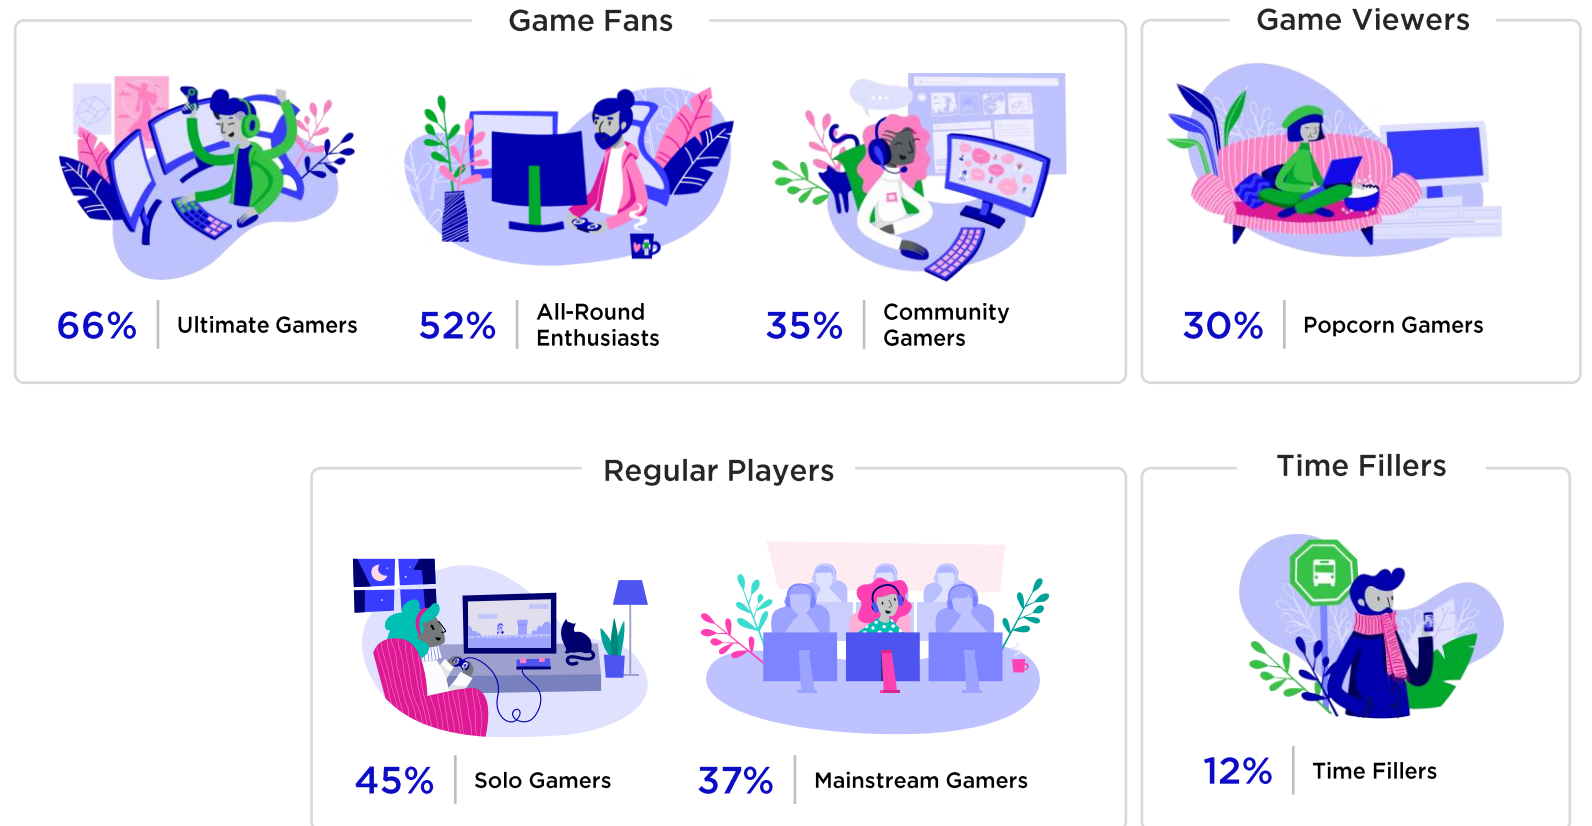 Game Fans
Game Viewers
66%
Ultimate Gamers
52%
All-Round
Enthusiasts
35%
Community
Gamers
30%
Popcorn Gamers
Regular Players
Time Fillers
45%
Solo Gamers
37%
Mainstream Gamers
12%
Time Fillers